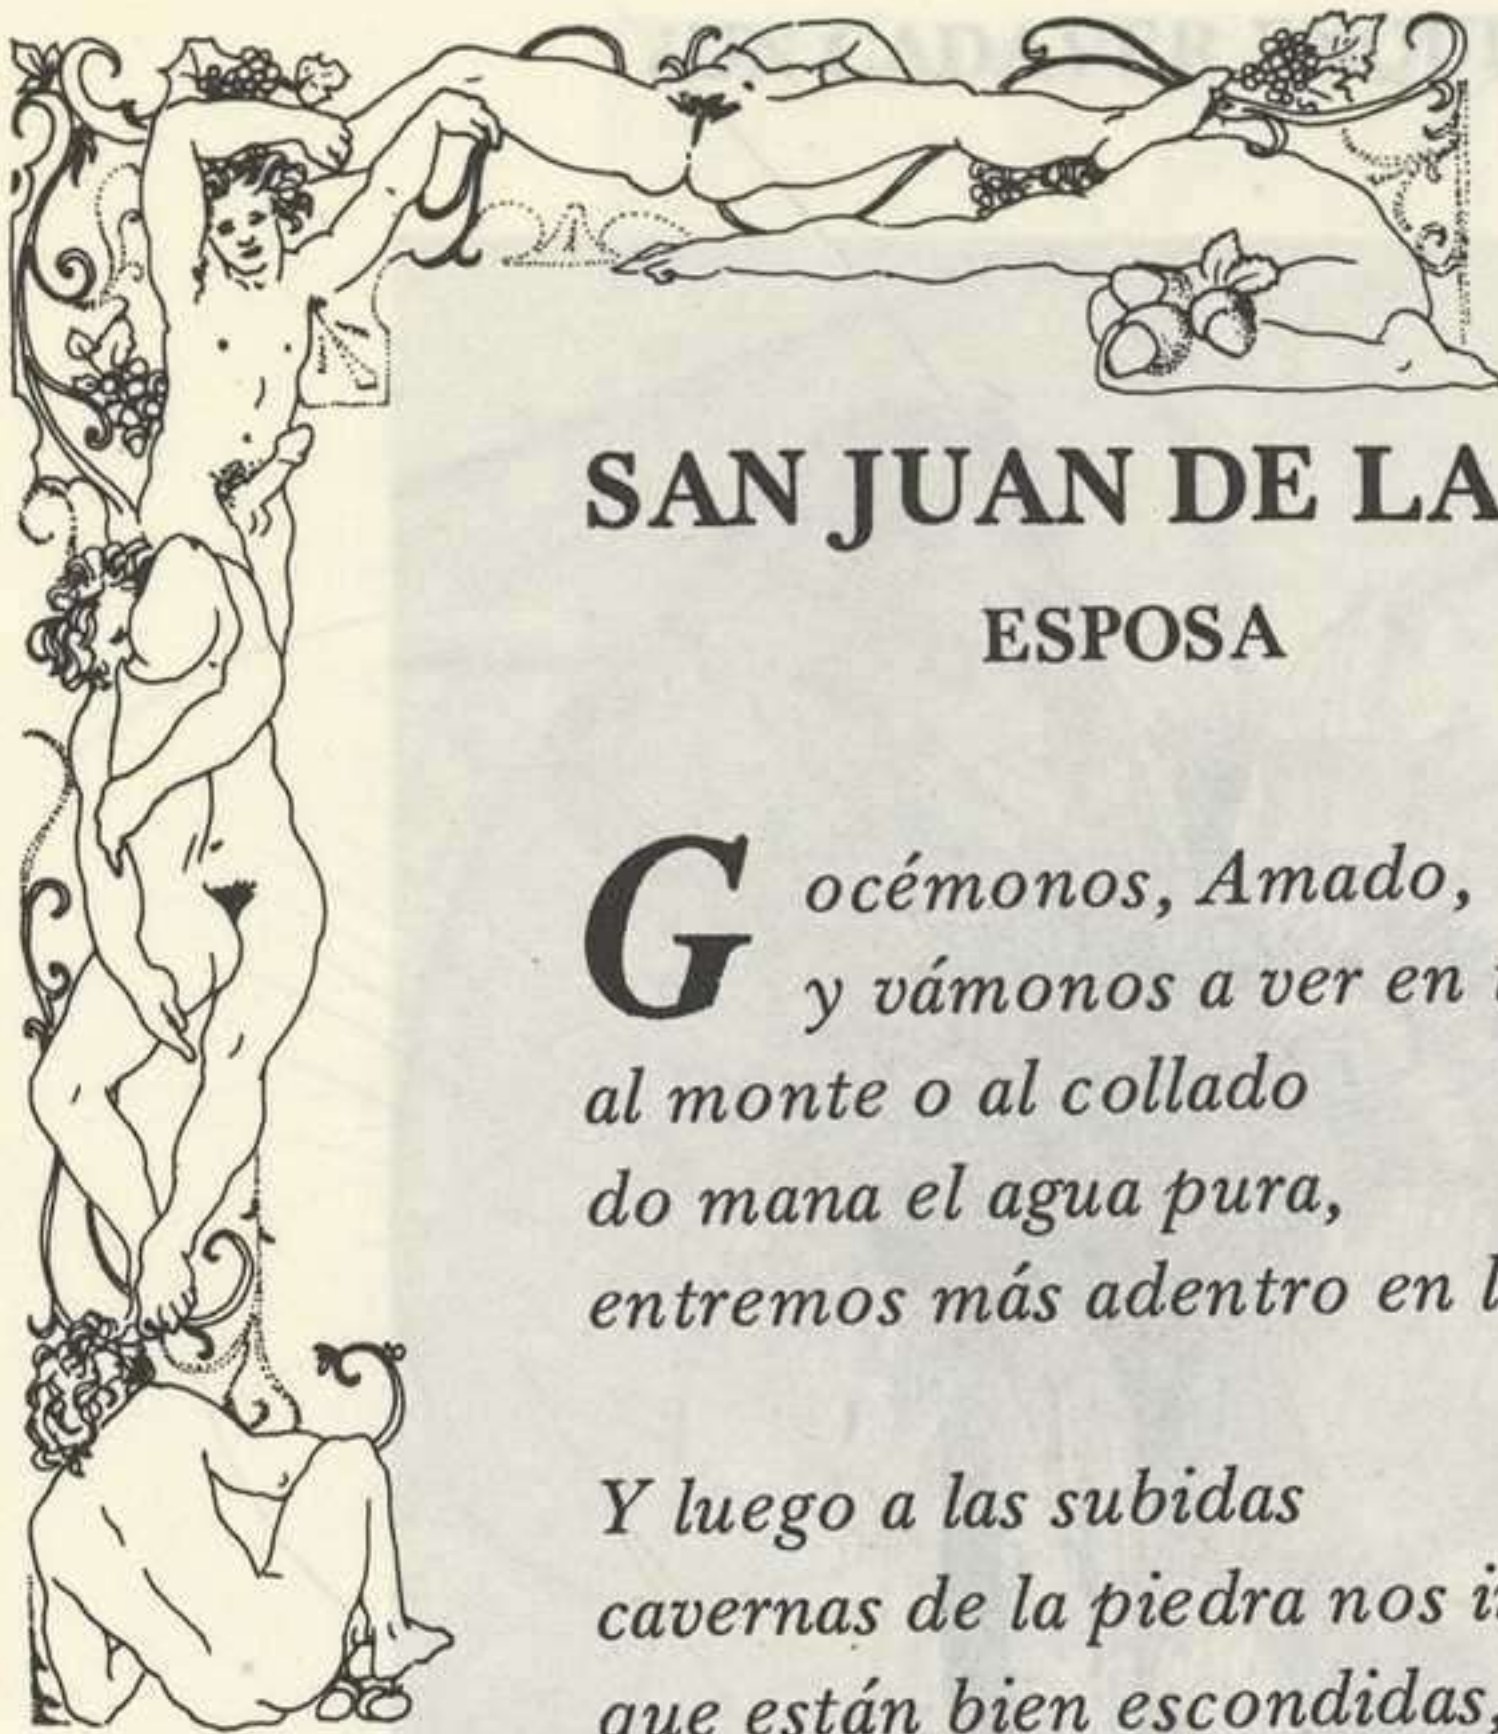 SAN JUAN DE LA
ESPOSA
Gocémonos, Amado,
y vámonos a ver en
al monte o al collado
do mana el agua pura,
entremos más adentro en
Y luego a las subidas
cavernas de la piedra nos
que están bien escondidas,